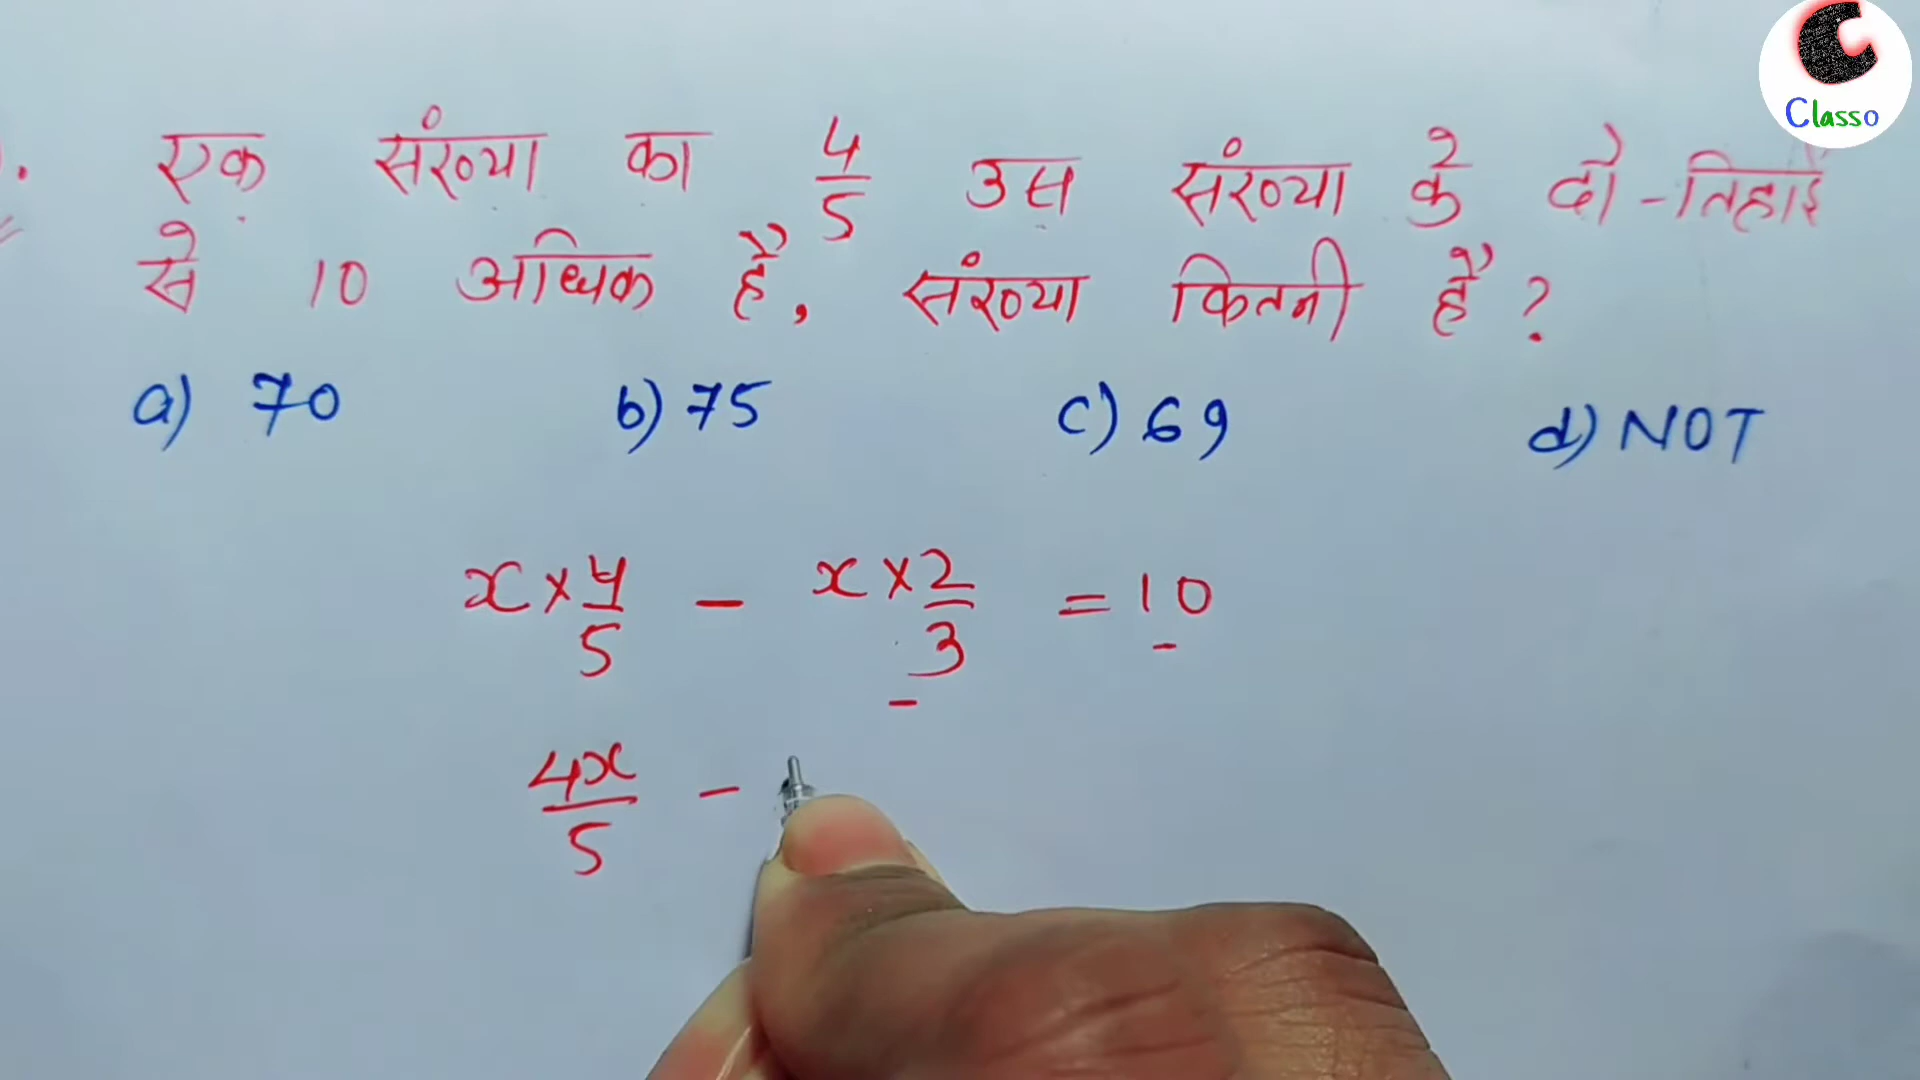 Classo
एक संख्या का 4/5 उस संख्या के दो-तिहाई
से 10 अधिक है, संख्या कितनी है ?
a) 70 b) 75 c) 69 d) NOT
x × 4/5 - x × 2/3 = 10
4x/5 -